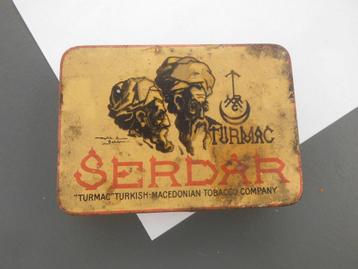 TURMAC
SERDAR
"TURMAC" TURKISH-MACEDONIAN TOBACCO COMPANY